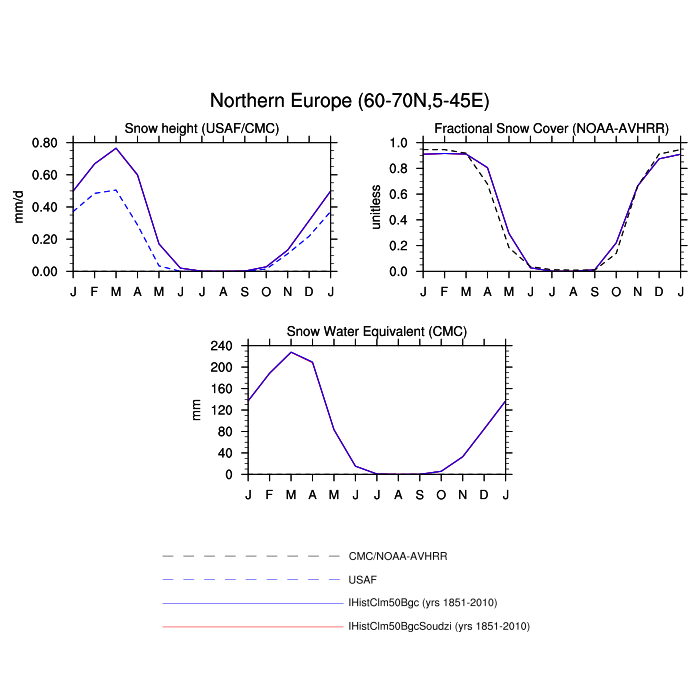 Northern Europe (60-70N,5-45E)
Snow height (USAF/CMC)
mm/d
0.80
0.60
0.40
0.20
0.00
J F M A M J J A S O N D J
Fractional Snow Cover (NOAA-AVHRR)
unitless
1.0
0.8
0.6
0.4
0.2
0.0
J F M A M J J A S O N D J
Snow Water Equivalent (CMC)
mm
240
200
160
120
80
40
0
J F M A M J J A S O N D J
CMC/NOAA-AVHRR
USAF
IHistClm50Bgc (yrs 1851-2010)
IHistClm50BgcSoudzi (yrs 1851-2010)